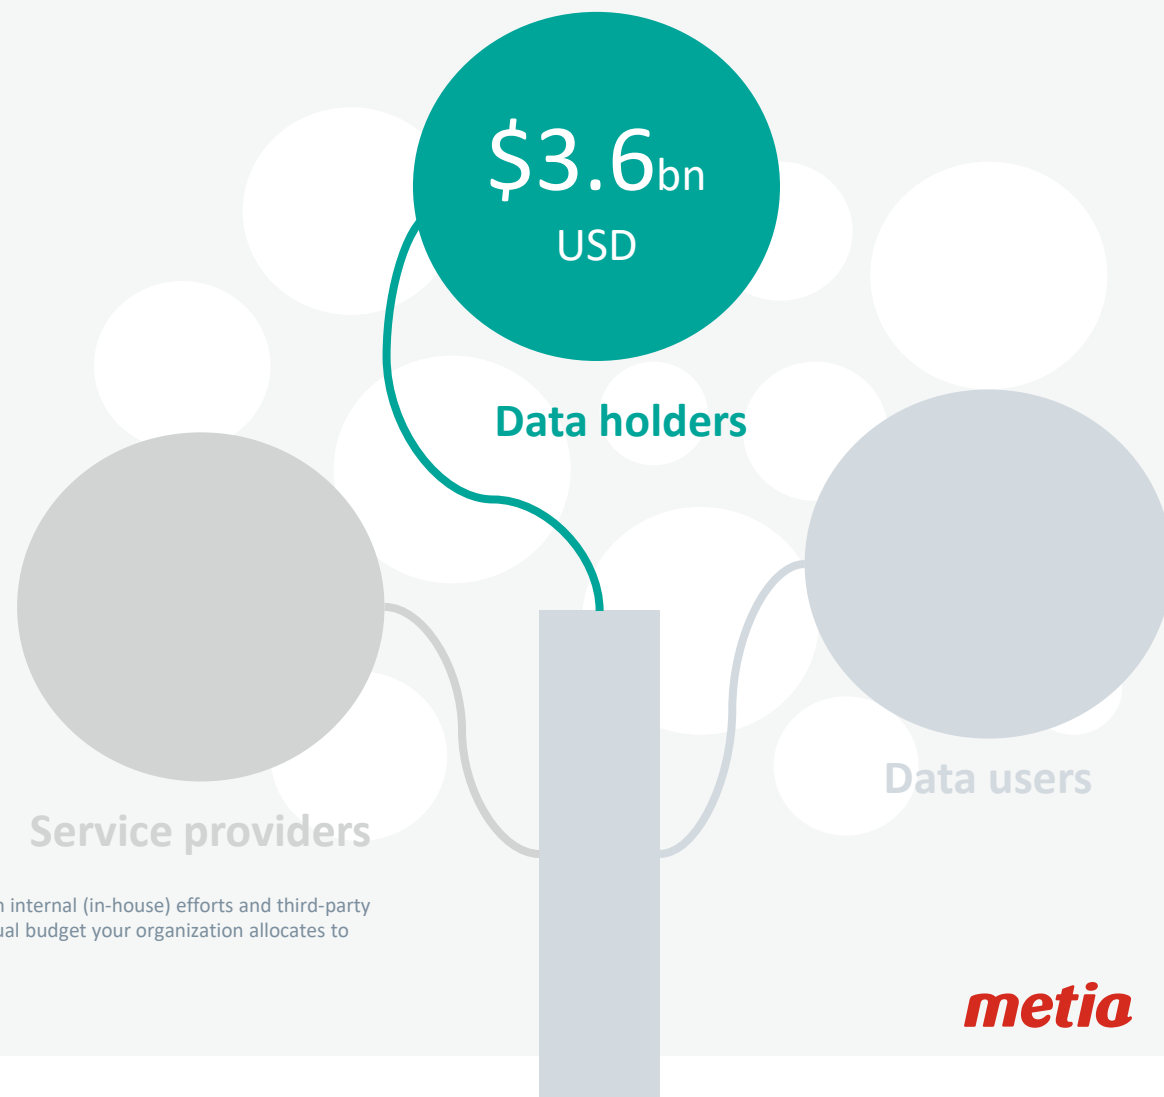 $3.6bn
USD
Data holders
Data users
Service providers
internal (in-house) efforts and third-party
budget your organization allocates to
metia